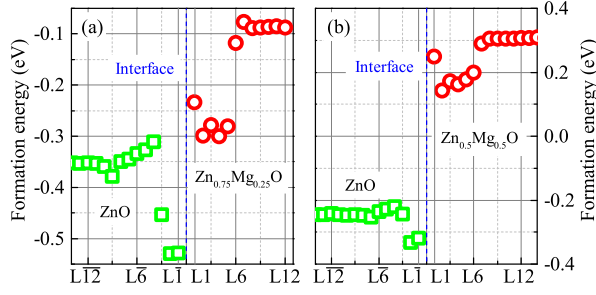 (a)
Formation energy (eV)
-0.1
-0.2
-0.3
-0.4
-0.5
Interface
ZnO
Zn₀.₇₅Mg₀.₂₅O
L1̅2̅ L6̅ L1̅ L1 L6 L12
(b)
Interface
ZnO
Zn₀.₅Mg₀.₅O
L1̅2̅ L6̅ L1̅ L1 L6 L12
0.4
0.2
0.0
-0.2
-0.4
Formation energy (eV)